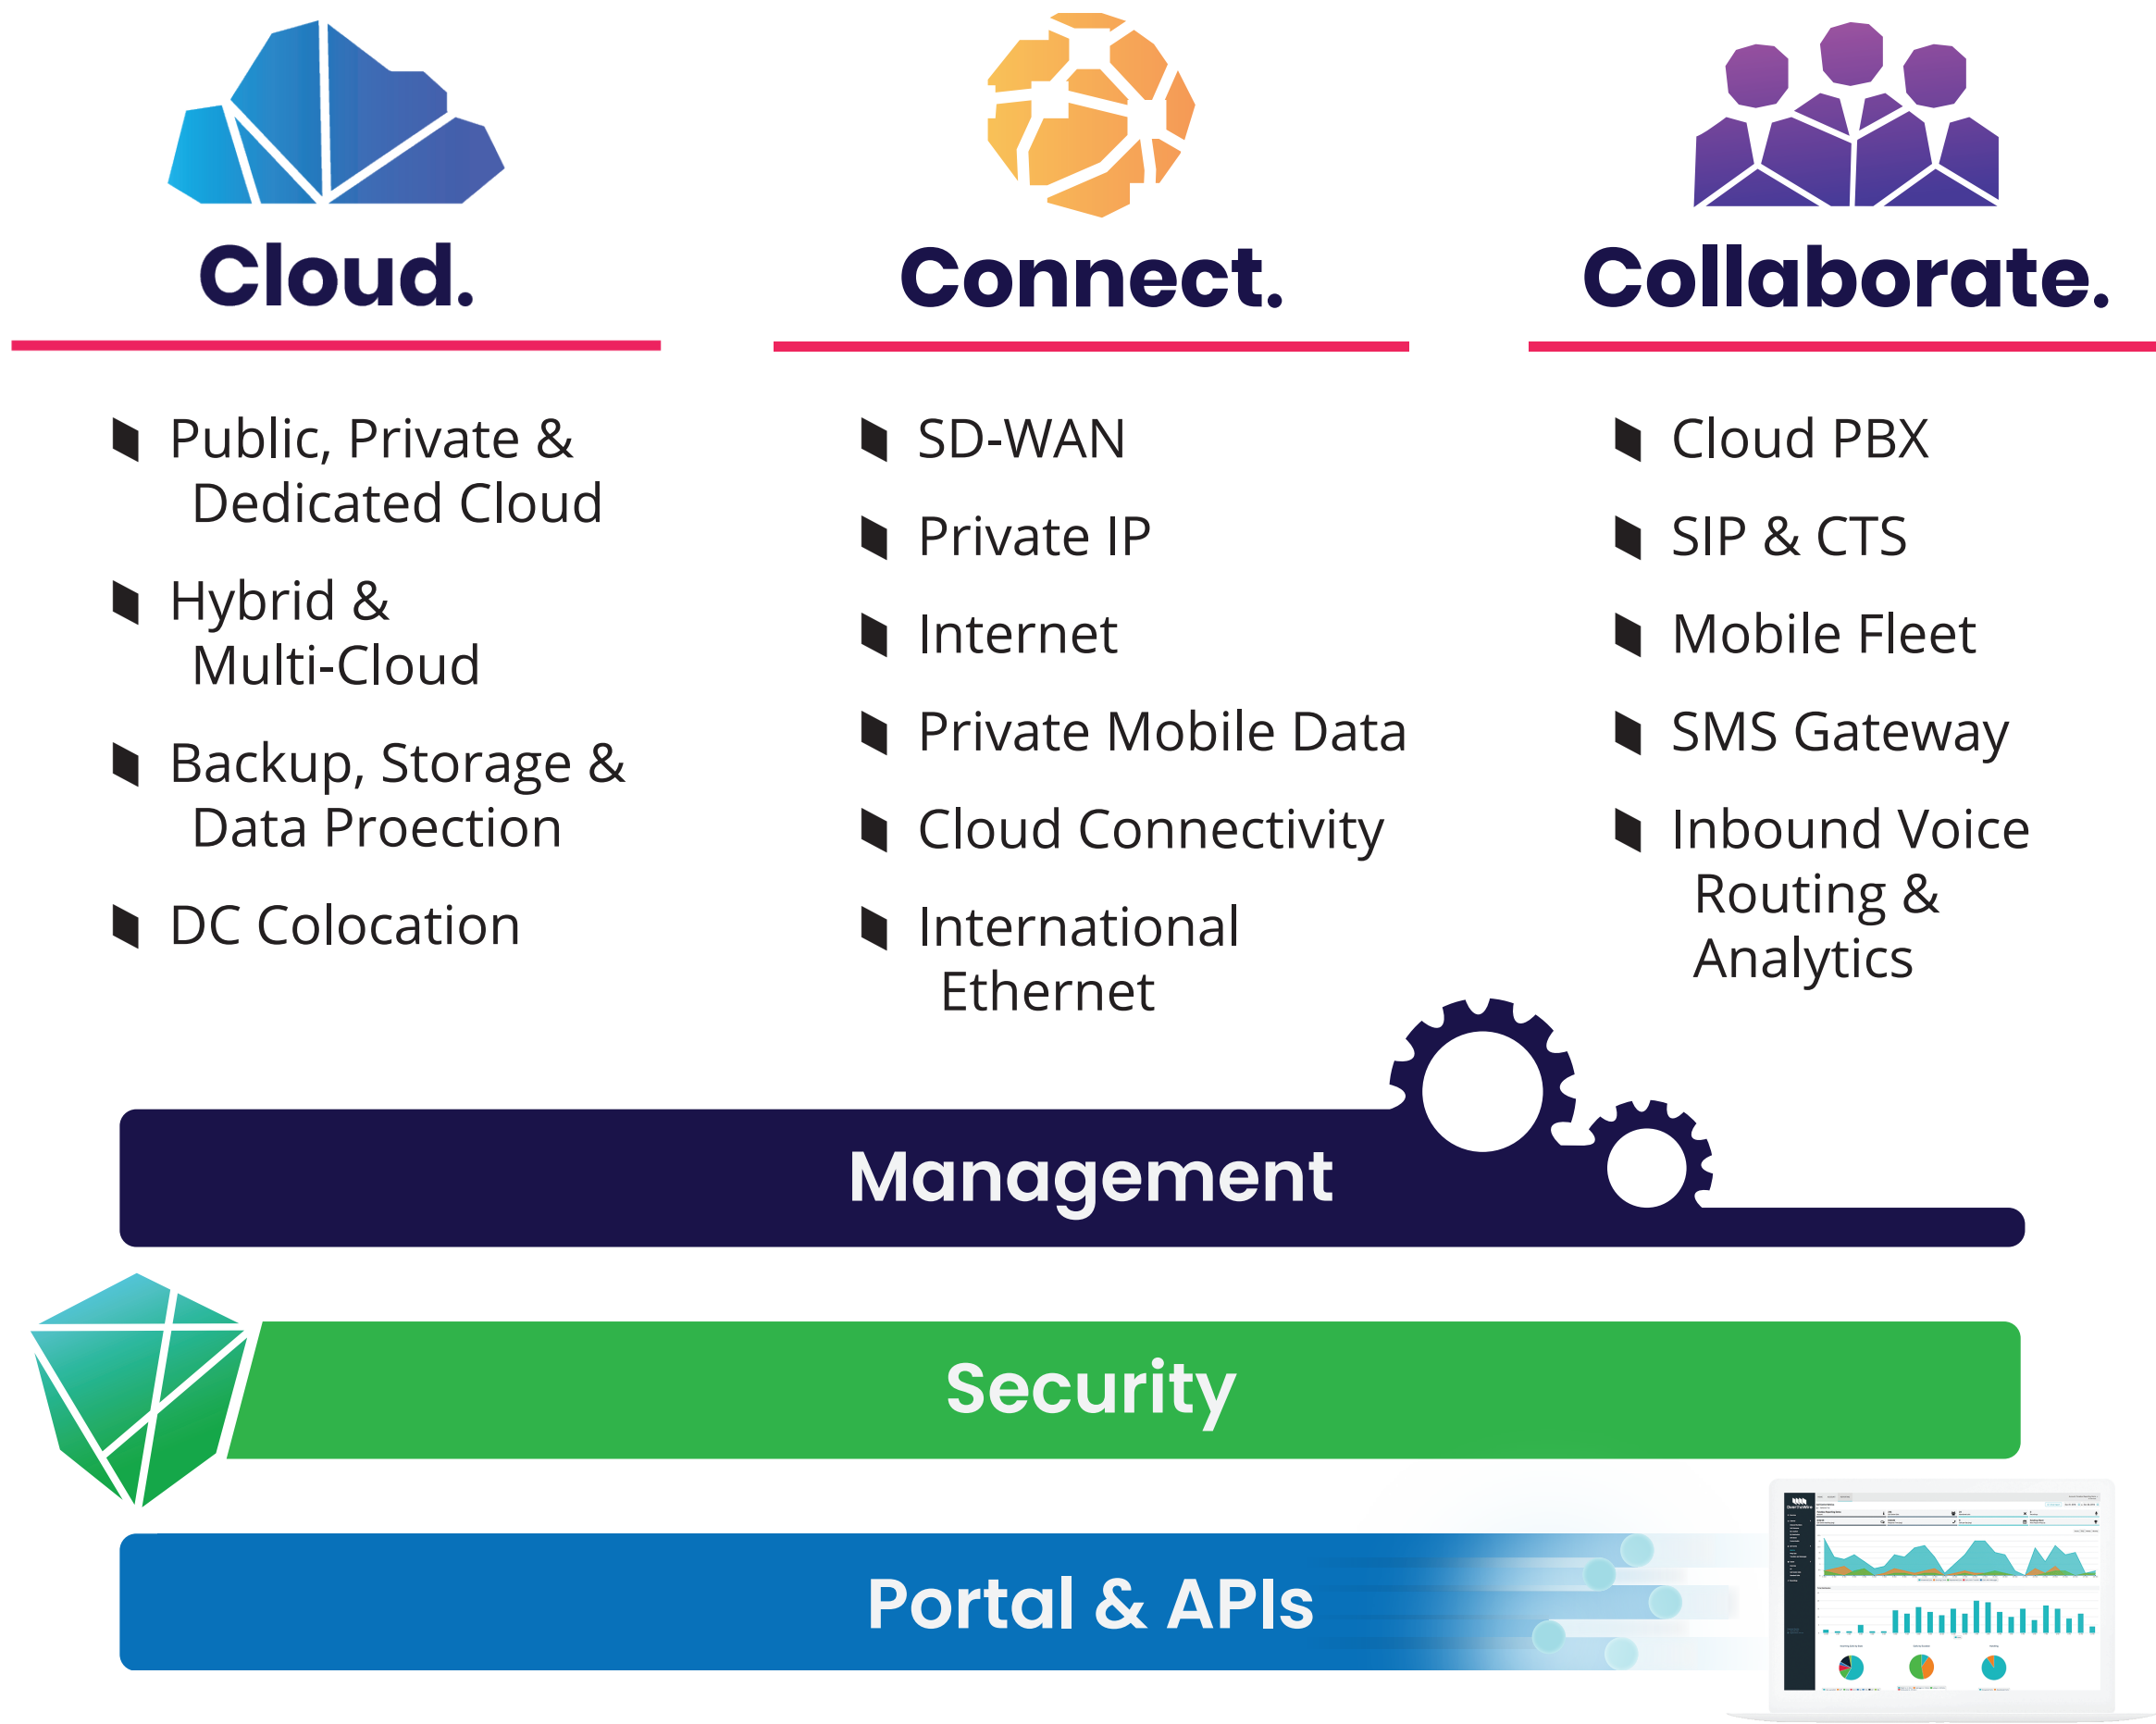 Cloud.
Public, Private &
Dedicated Cloud
Hybrid &
Multi-Cloud
Backup, Storage &
Data Proection
DC Colocation
Connect.
SD-WAN
Private IP
Internet
Private Mobile Data
Cloud Connectivity
International
Ethernet
Collaborate.
Cloud PBX
SIP & CTS
Mobile Fleet
SMS Gateway
Inbound Voice
Routing &
Analytics
Management
Security
Portal & APIs